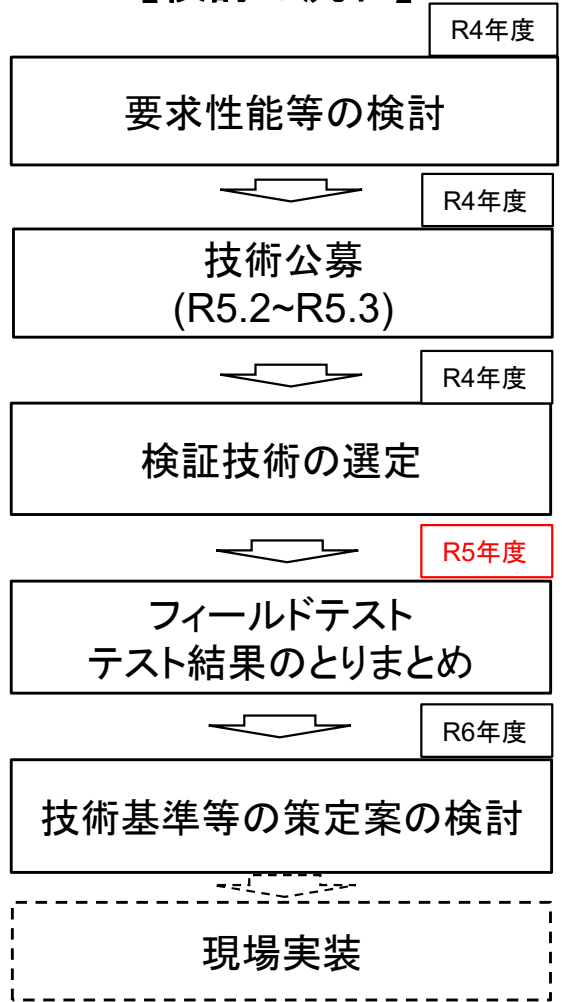 R4年度
要求性能等の検討
R4年度
技術公募
(R5.2~R5.3)
R4年度
検証技術の選定
R5年度
フィールドテスト
テスト結果のとりまとめ
R6年度
技術基準等の策定案の検討
現場実装